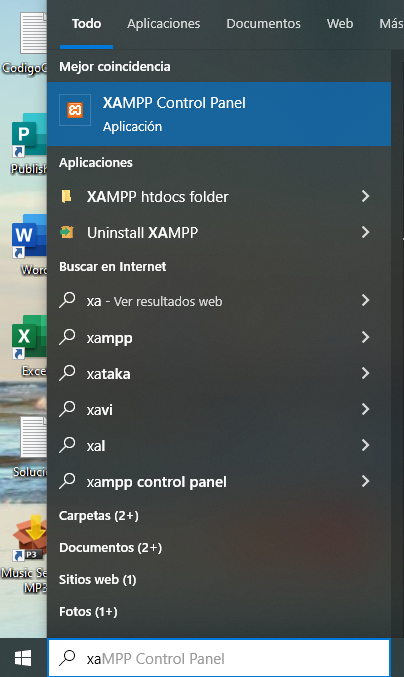 Todo Aplicaciones Documentos Web Más
Mejor coincidencia
XAMPP Control Panel
Aplicación
Aplicaciones
XAMPP htdocs folder
Uninstall XAMPP
Buscar en Internet
xa - Ver resultados web
xampp
xataka
xavi
xal
xampp control panel
Carpetas (2+)
Documentos (2+)
Sitios web (1)
Fotos (1+)
xaMPP Control Panel
Publish
Word
Exce
Soluci
P3
Music Se
MP3